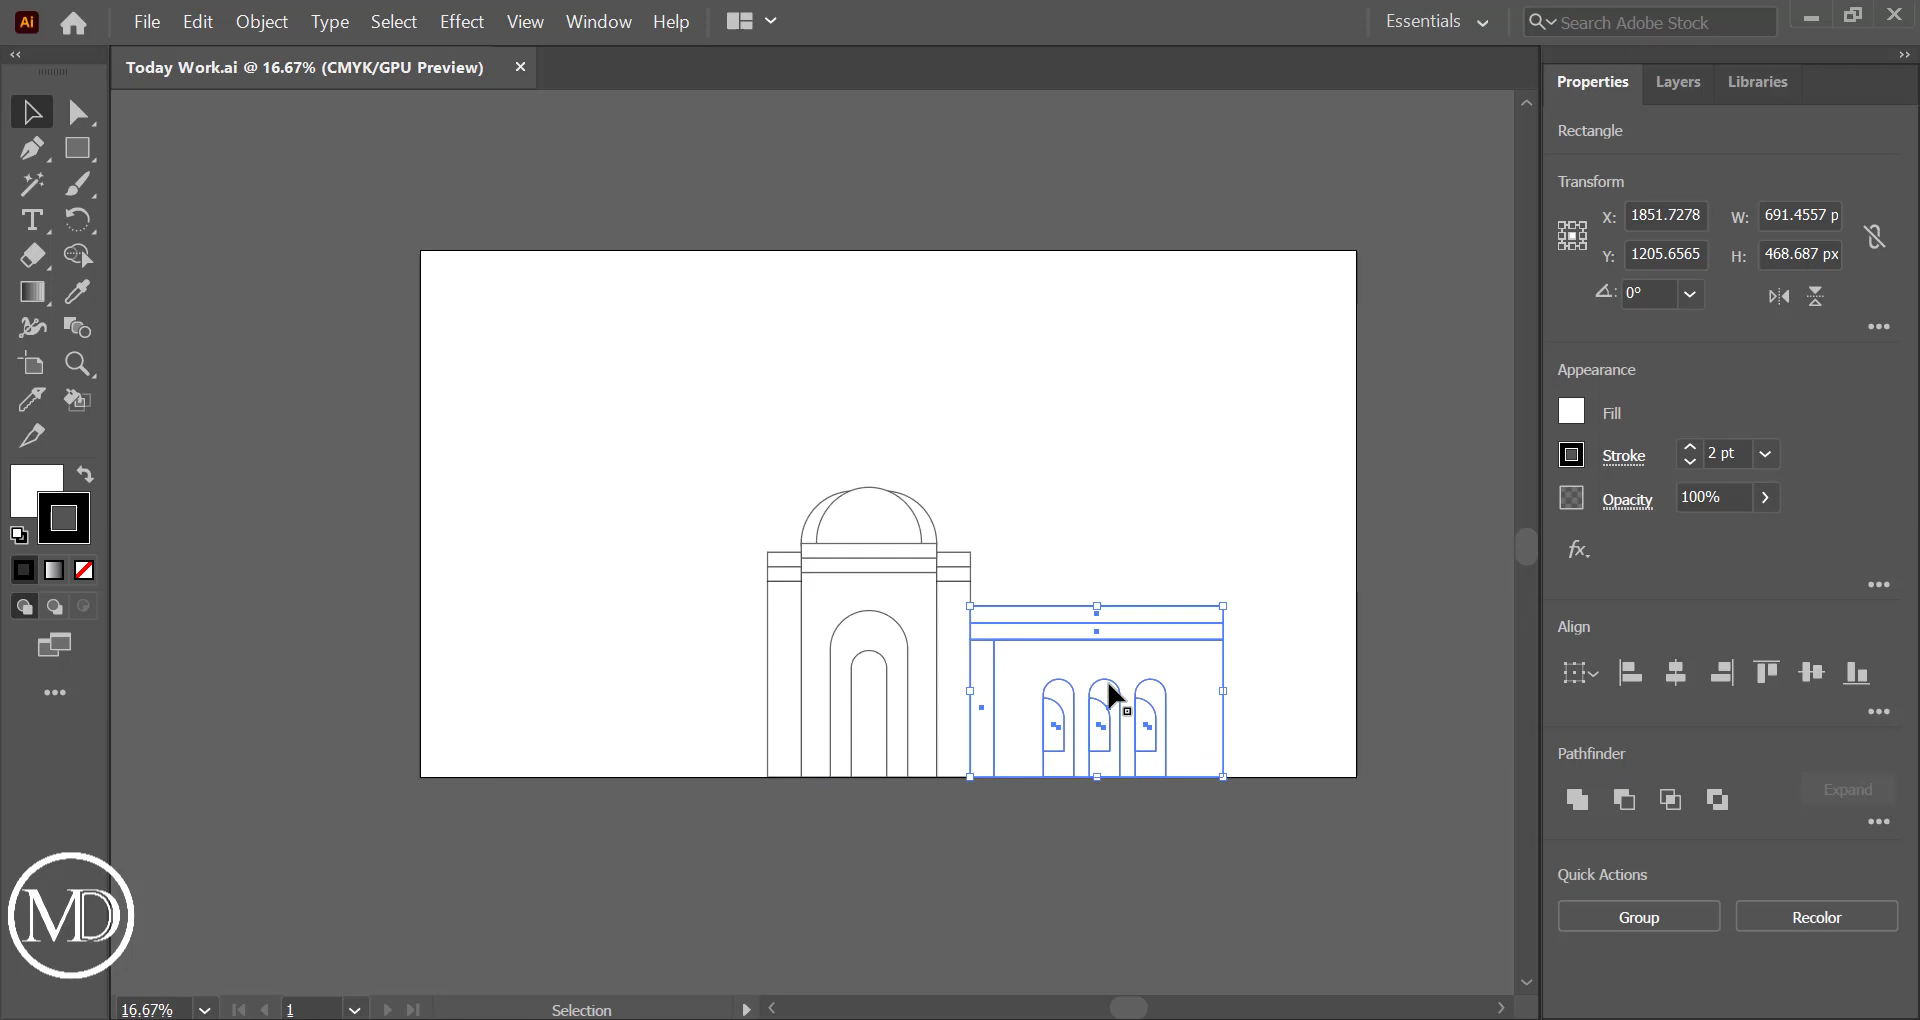 Ai File Edit Object Type Select Effect View Window Help Essentials Search Adobe Stock
Today Work.ai @ 16.67% (CMYK/GPU Preview)
Properties Layers Libraries
Rectangle
Transform
X: 1851.7278 W: 691.4557 p
Y: 1205.6565 H: 468.687 px
0°
Appearance
Fill
Stroke 2 pt
Opacity 100%
fx.
Align
Pathfinder
Expand
Quick Actions
Group Recolor
MD
16.67% 1 Selection